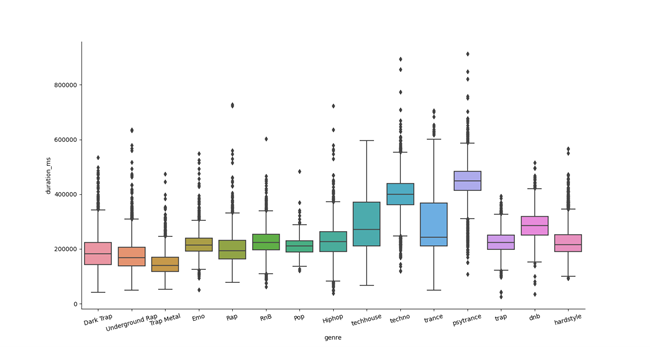 800000
600000
400000
200000
0
duration_ms
Dark Trap
Underground Rap
Trap Metal
Emo
Rap
RnB
Pop
Hiphop
techhouse
techno
trance
psytrance
trap
dnb
hardstyle
genre